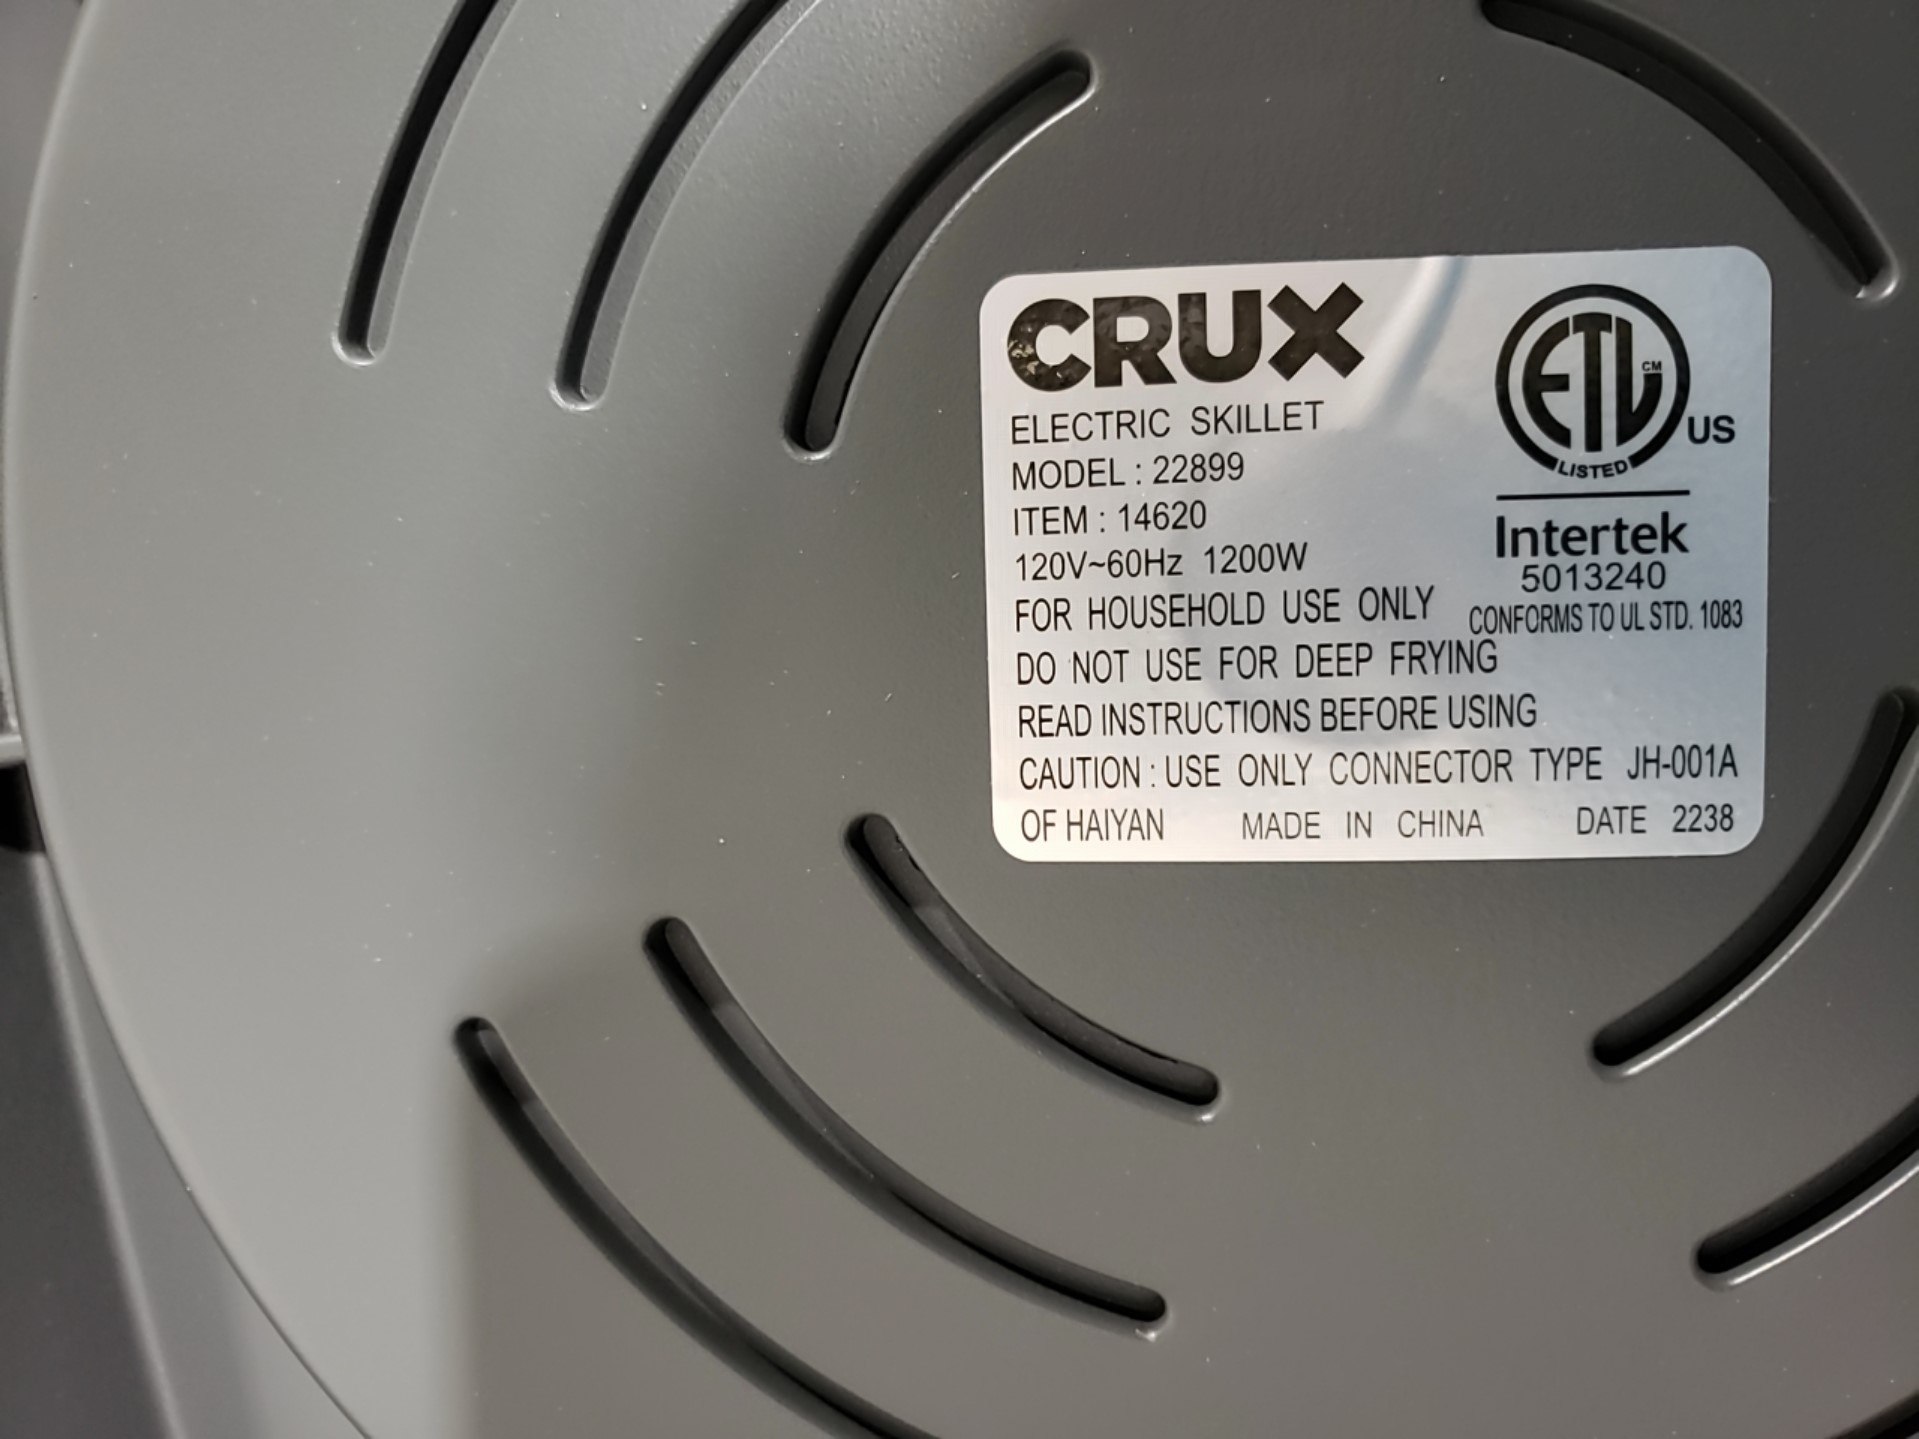 CRUX
ELECTRIC SKILLET
MODEL : 22899
ITEM : 14620
120V~60Hz 1200W
FOR HOUSEHOLD USE ONLY
DO NOT USE FOR DEEP FRYING
READ INSTRUCTIONS BEFORE USING
CAUTION : USE ONLY CONNECTOR TYPE JH-001A
OF HAIYAN MADE IN CHINA DATE 2238
ETL CM
LISTED
US
Intertek
5013240
CONFORMS TO UL STD. 1083